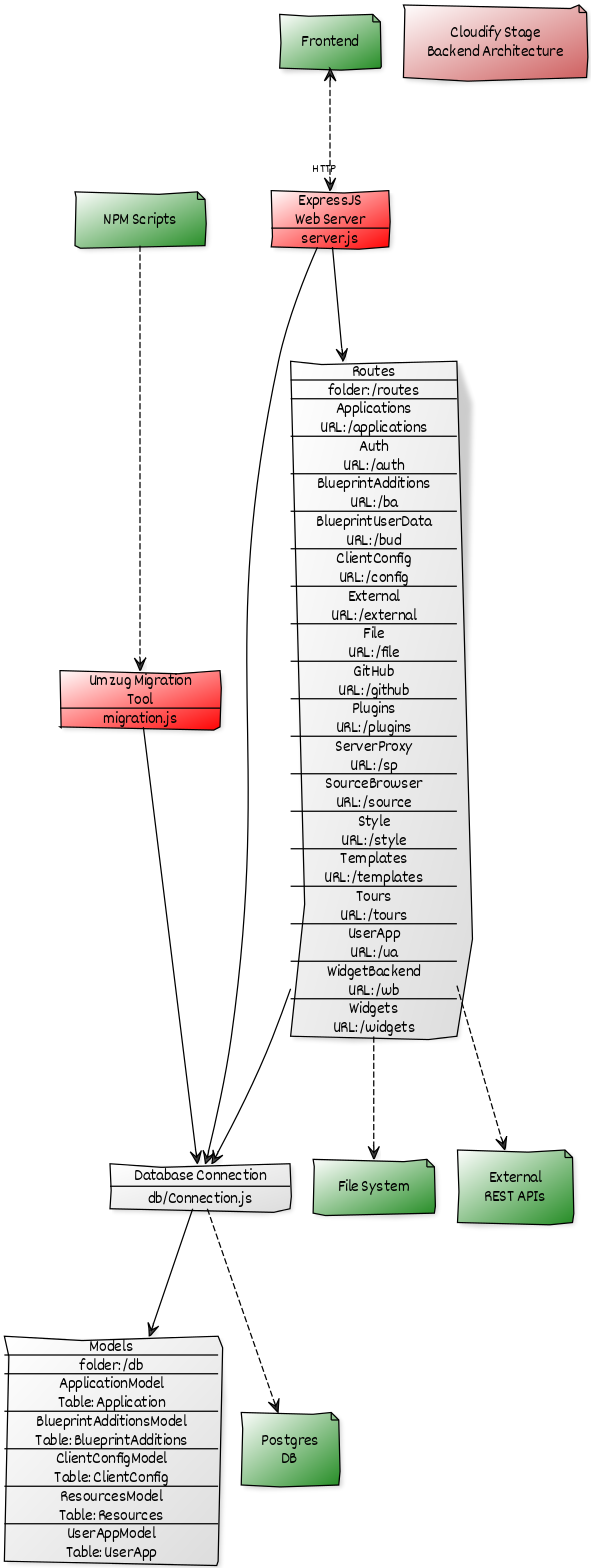 Frontend
Cloudify Stage
Backend Architecture
HTTP
NPM Scripts
ExpressJS
Web Server
server.js
Routes
folder: /routes
Applications
URL: /applications
Auth
URL: /auth
BlueprintAdditions
URL: /ba
BlueprintUserData
URL: /bud
ClientConfig
URL: /config
External
URL: /external
File
URL: /file
GitHub
URL: /github
Plugins
URL: /plugins
ServerProxy
URL: /sp
SourceBrowser
URL: /source
Style
URL: /style
Templates
URL: /templates
Tours
URL: /tours
UserApp
URL: /ua
WidgetBackend
URL: /wb
Widgets
URL: /widgets
Umzug Migration
Tool
migration.js
Database Connection
db/Connection.js
File System
External
REST APIs
Models
folder: /db
ApplicationModel
Table: Application
BlueprintAdditionsModel
Table: BlueprintAdditions
ClientConfigModel
Table: ClientConfig
ResourcesModel
Table: Resources
UserAppModel
Table: UserApp
Postgres
DB